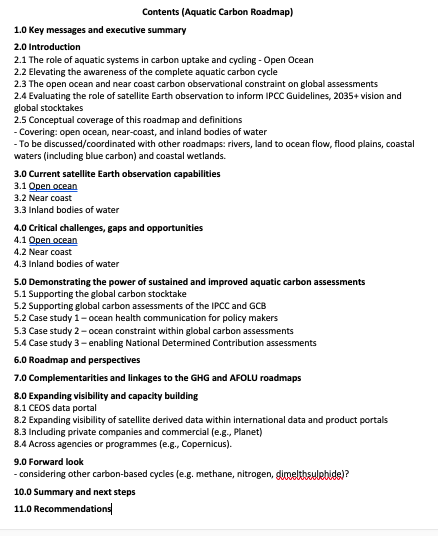 Contents (Aquatic Carbon Roadmap)
1.0 Key messages and executive summary
2.0 Introduction
2.1 The role of aquatic systems in carbon uptake and cycling - Open Ocean
2.2 Elevating the awareness of the complete aquatic carbon cycle
2.3 The open ocean and near coast carbon observational constraint on global assessments
2.4 Evaluating the role of satellite Earth observation to inform IPCC Guidelines, 2035+ vision and
global stocktakes
2.5 Conceptual coverage of this roadmap and definitions
- Covering: open ocean, near-coast, and inland bodies of water
- To be discussed/coordinated with other roadmaps: rivers, land to ocean flow, flood plains, coastal
waters (including blue carbon) and coastal wetlands.
3.0 Current satellite Earth observation capabilities
3.1 Open ocean
3.2 Near coast
3.3 Inland bodies of water
4.0 Critical challenges, gaps and opportunities
4.1 Open ocean
4.2 Near coast
4.3 Inland bodies of water
5.0 Demonstrating the power of sustained and improved aquatic carbon assessments
5.1 Supporting the global carbon stocktake
5.2 Supporting global carbon assessments of the IPCC and GCB
5.2 Case study 1 – ocean health communication for policy makers
5.3 Case study 2 – ocean constraint within global carbon assessments
5.4 Case study 3 – enabling National Determined Contribution assessments
6.0 Roadmap and perspectives
7.0 Complementarities and linkages to the GHG and AFOLU roadmaps
8.0 Expanding visibility and capacity building
8.1 CEOS data portal
8.2 Expanding visibility of satellite derived data within international data and product portals
8.3 Including private companies and commercial (e.g., Planet)
8.4 Across agencies or programmes (e.g., Copernicus).
9.0 Forward look
- considering other carbon-based cycles (e.g. methane, nitrogen, dimelthsulphide)?
10.0 Summary and next steps
11.0 Recommendations